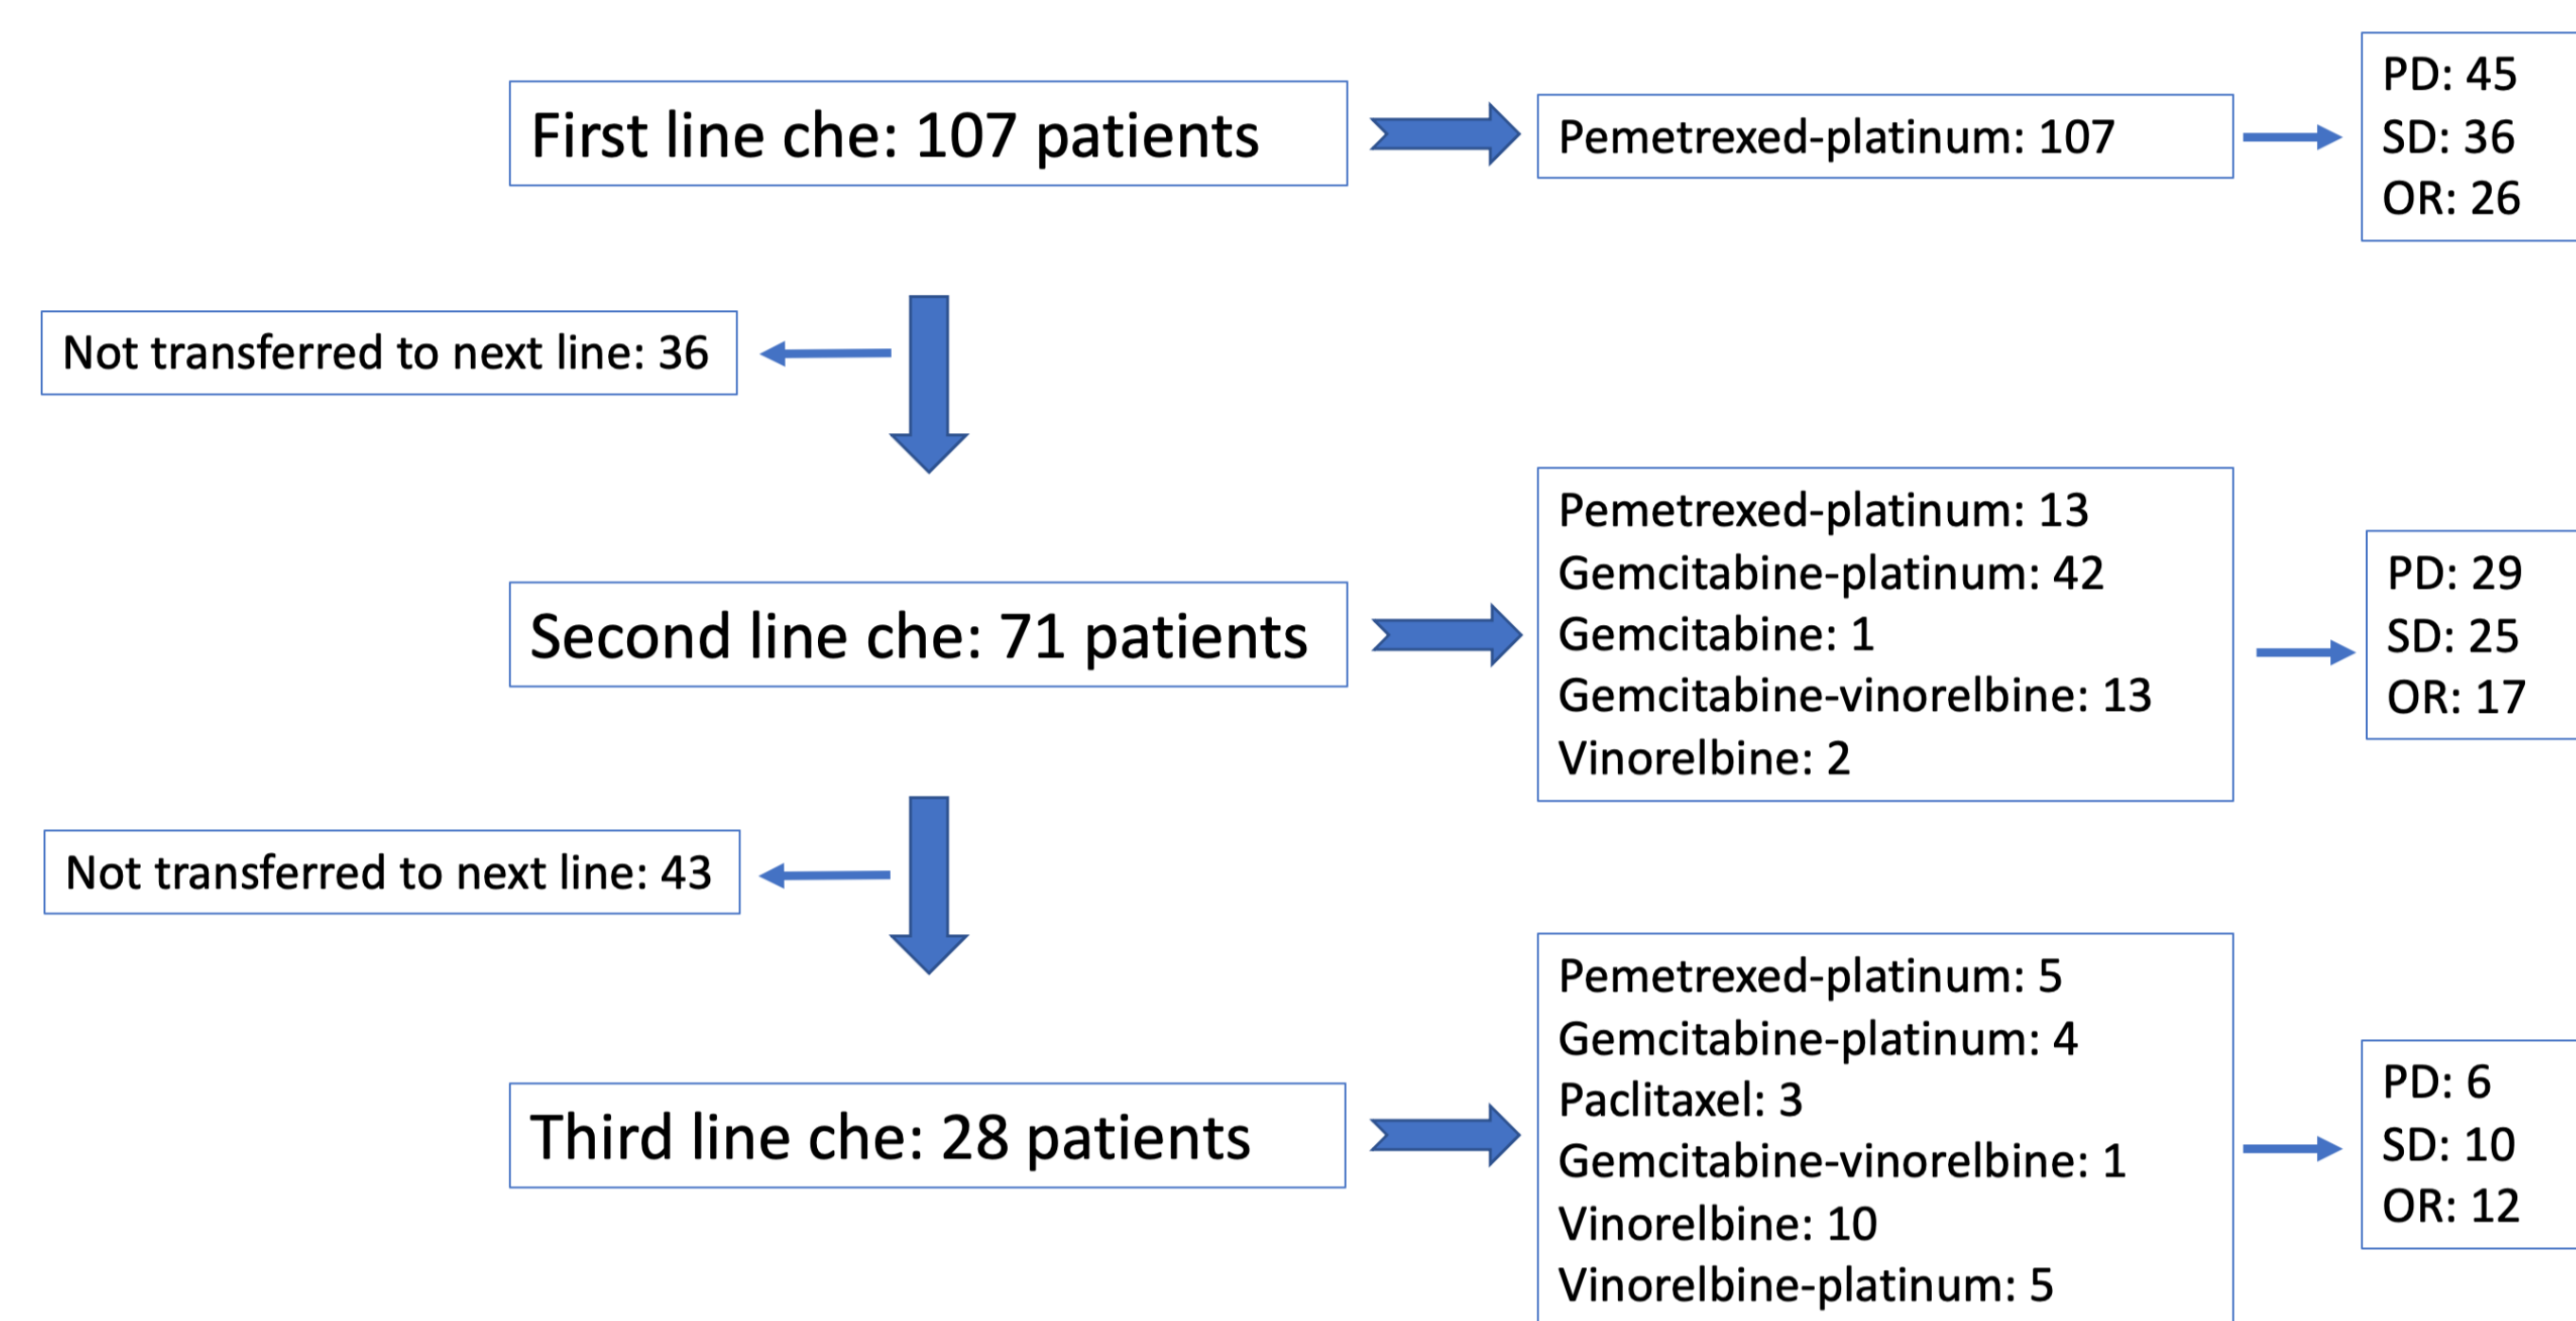 First line che: 107 patients
Pemetrexed-platinum: 107
PD: 45
SD: 36
OR: 26
Not transferred to next line: 36
Second line che: 71 patients
Pemetrexed-platinum: 13
Gemcitabine-platinum: 42
Gemcitabine: 1
Gemcitabine-vinorelbine: 13
Vinorelbine: 2
PD: 29
SD: 25
OR: 17
Not transferred to next line: 43
Third line che: 28 patients
Pemetrexed-platinum: 5
Gemcitabine-platinum: 4
Paclitaxel: 3
Gemcitabine-vinorelbine: 1
Vinorelbine: 10
Vinorelbine-platinum: 5
PD: 6
SD: 10
OR: 12